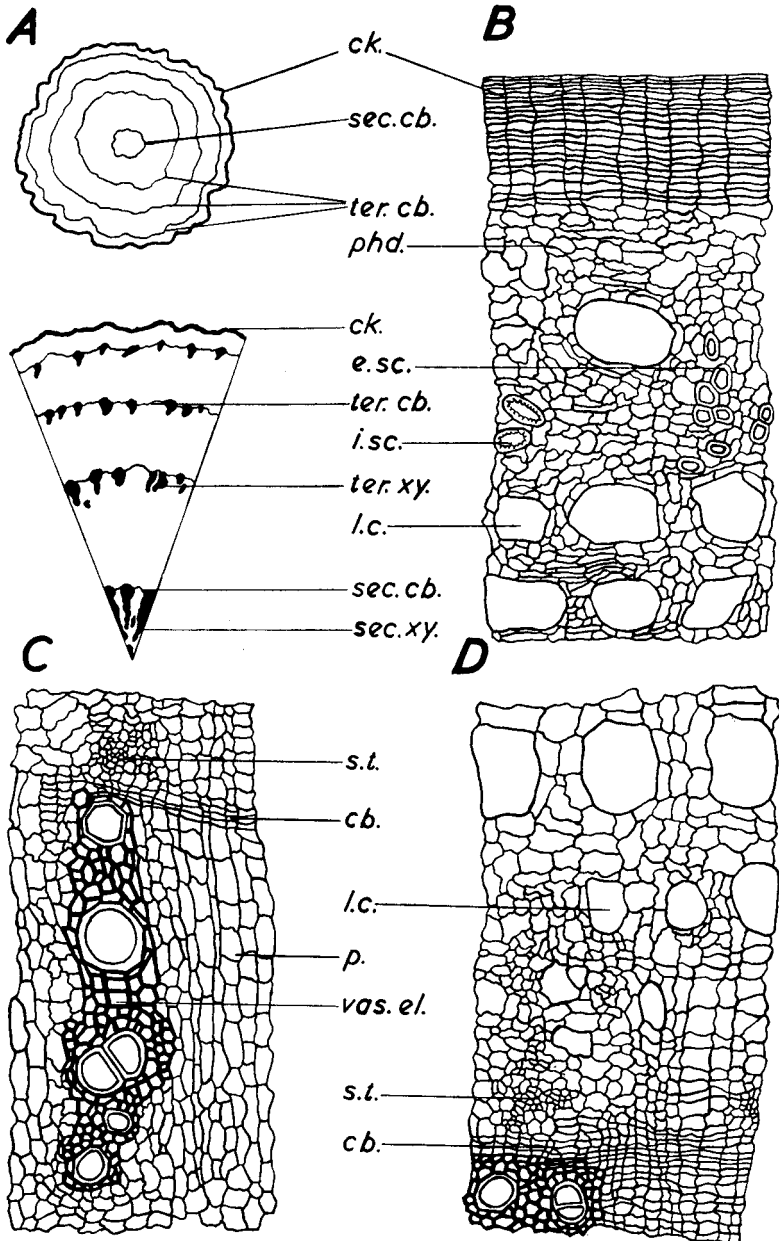 A
ck.
B
sec.cb.
ter.cb.
phd.
ck.
e.sc.
ter.cb.
i.sc.
ter.xy.
l.c.
sec.cb.
sec.xy.
C
D
s.t.
cb.
l.c.
p.
vas.el.
s.t.
cb.